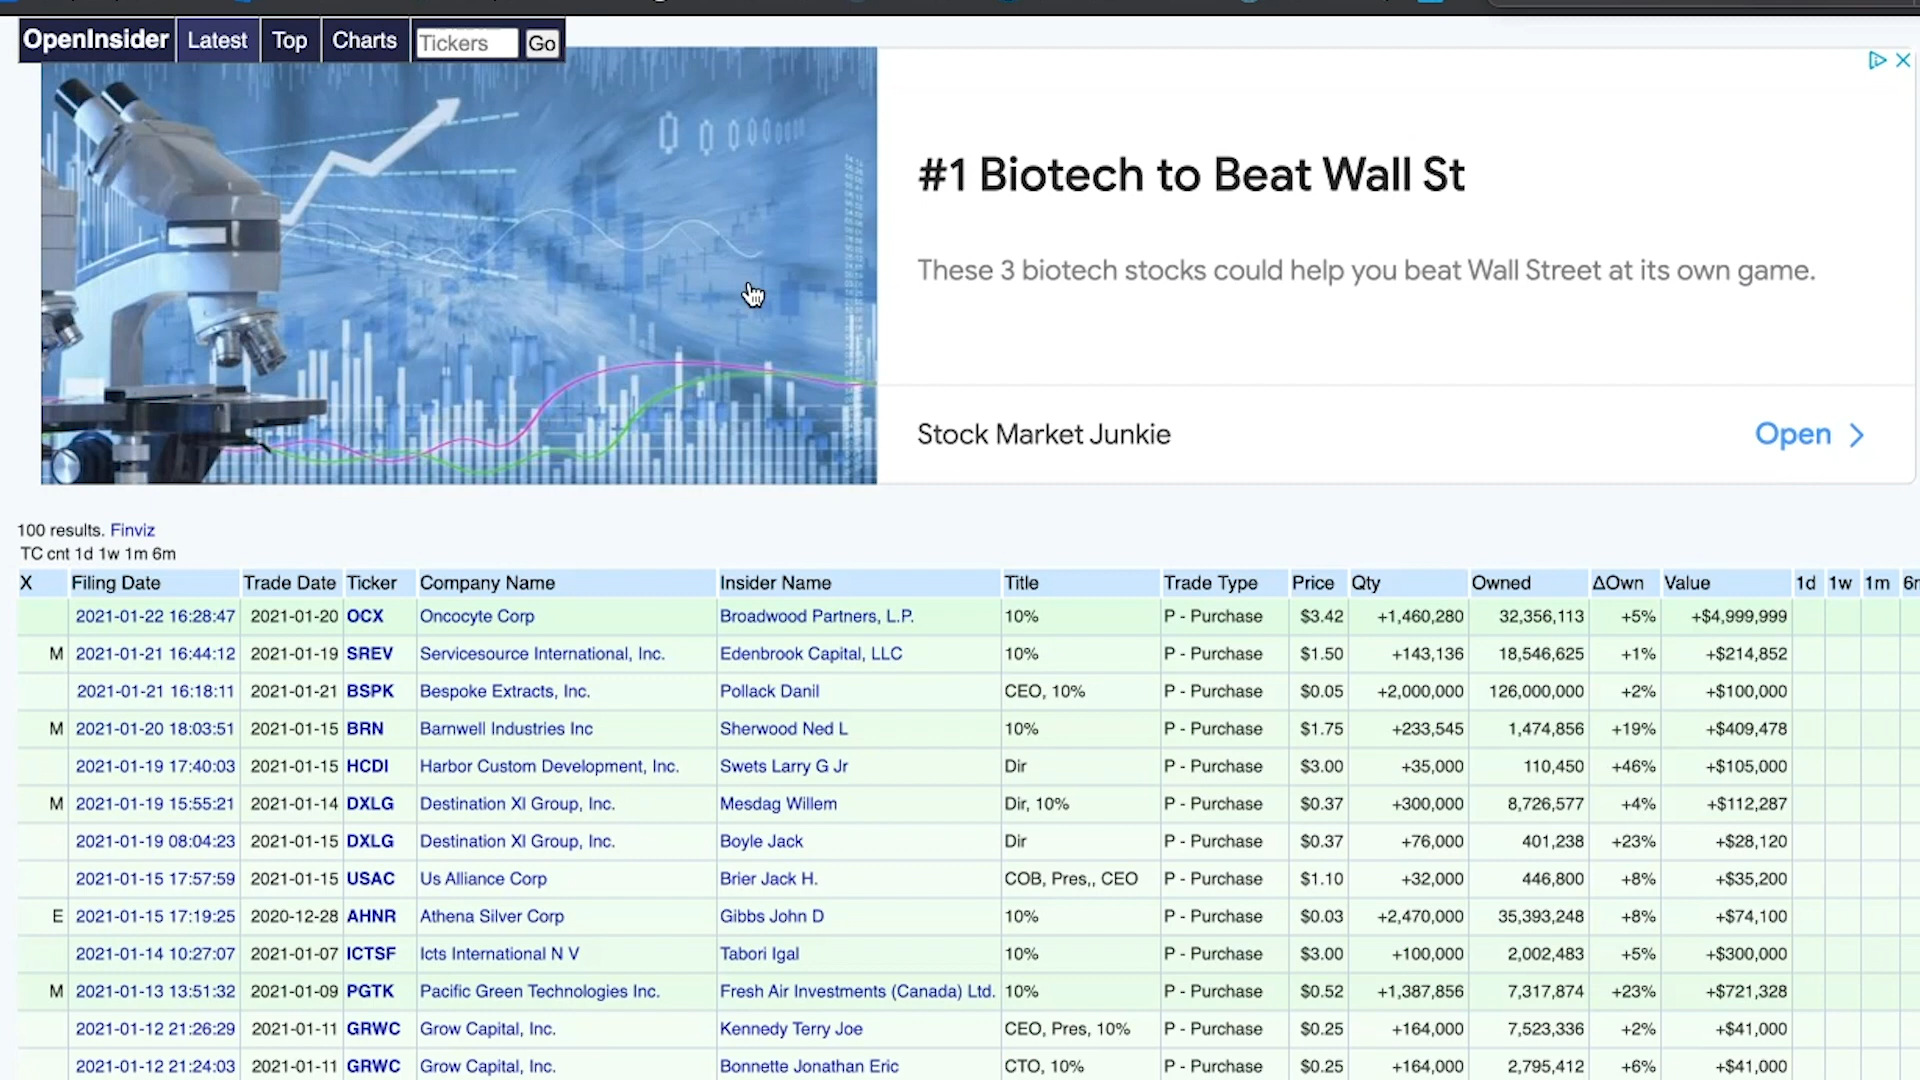 OpenInsider Latest Top Charts Tickers Go
#1 Biotech to Beat Wall St
These 3 biotech stocks could help you beat Wall Street at its own game.
Stock Market Junkie Open
100 results. Finviz
TC cnt 1d 1w 1m 6m
X Filing Date Trade Date Ticker Company Name Insider Name Title Trade Type Price Qty Owned ΔOwn Value 1d 1w 1m
2021-01-22 16:28:47 2021-01-20 OCX Oncocyte Corp Broadwood Partners, L.P. 10% P - Purchase $3.42 +1,460,280 32,356,113 +5% +$4,999,999
M 2021-01-21 16:44:12 2021-01-19 SREV Servicesource International, Inc. Edenbrook Capital, LLC 10% P - Purchase $1.50 +143,136 18,546,625 +1% +$214,852
2021-01-21 16:18:11 2021-01-21 BSPK Bespoke Extracts, Inc. Pollack Danil CEO, 10% P - Purchase $0.05 +2,000,000 126,000,000 +2% +$100,000
M 2021-01-20 18:03:51 2021-01-15 BRN Barnwell Industries Inc Sherwood Ned L 10% P - Purchase $1.75 +233,545 1,474,856 +19% +$409,478
2021-01-19 17:40:03 2021-01-15 HCDI Harbor Custom Development, Inc. Swets Larry G Jr Dir P - Purchase $3.00 +35,000 110,450 +46% +$105,000
M 2021-01-19 15:55:21 2021-01-14 DXLG Destination Xl Group, Inc. Mesdag Willem Dir, 10% P - Purchase $0.37 +300,000 8,726,577 +4% +$112,287
2021-01-19 08:04:23 2021-01-15 DXLG Destination Xl Group, Inc. Boyle Jack Dir P - Purchase $0.37 +76,000 401,238 +23% +$28,120
2021-01-15 17:57:59 2021-01-15 USAC Us Alliance Corp Brier Jack H. COB, Pres,, CEO P - Purchase $1.10 +32,000 446,800 +8% +$35,200
E 2021-01-15 17:19:25 2020-12-28 AHNR Athena Silver Corp Gibbs John D 10% P - Purchase $0.03 +2,470,000 35,393,248 +8% +$74,100
2021-01-14 10:27:07 2021-01-07 ICTSF Icts International N V Tabori Igal 10% P - Purchase $3.00 +100,000 2,002,483 +5% +$300,000
M 2021-01-13 13:51:32 2021-01-09 PGTK Pacific Green Technologies Inc. Fresh Air Investments (Canada) Ltd. 10% P - Purchase $0.52 +1,387,856 7,317,874 +23% +$721,328
2021-01-12 21:26:29 2021-01-11 GRWC Grow Capital, Inc. Kennedy Terry Joe CEO, Pres, 10% P - Purchase $0.25 +164,000 7,523,336 +2% +$41,000
2021-01-12 21:24:03 2021-01-11 GRWC Grow Capital, Inc. Bonnette Jonathan Eric CTO, 10% P - Purchase $0.25 +164,000 2,795,412 +6% +$41,000